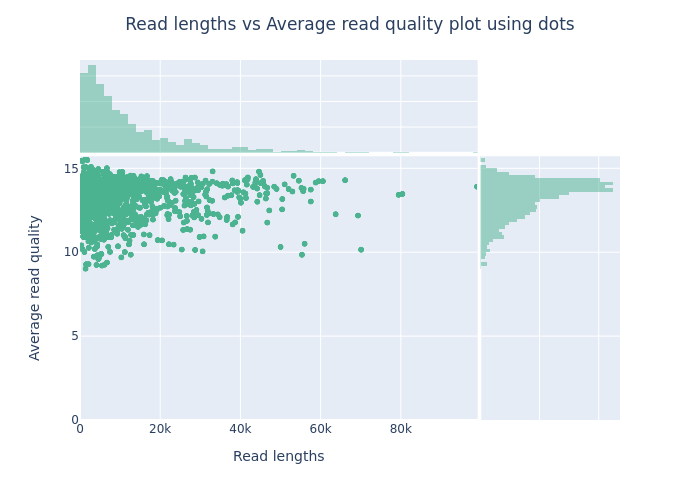 Read lengths vs Average read quality plot using dots
15
10
5
0
Average read quality
0 20k 40k 60k 80k
Read lengths